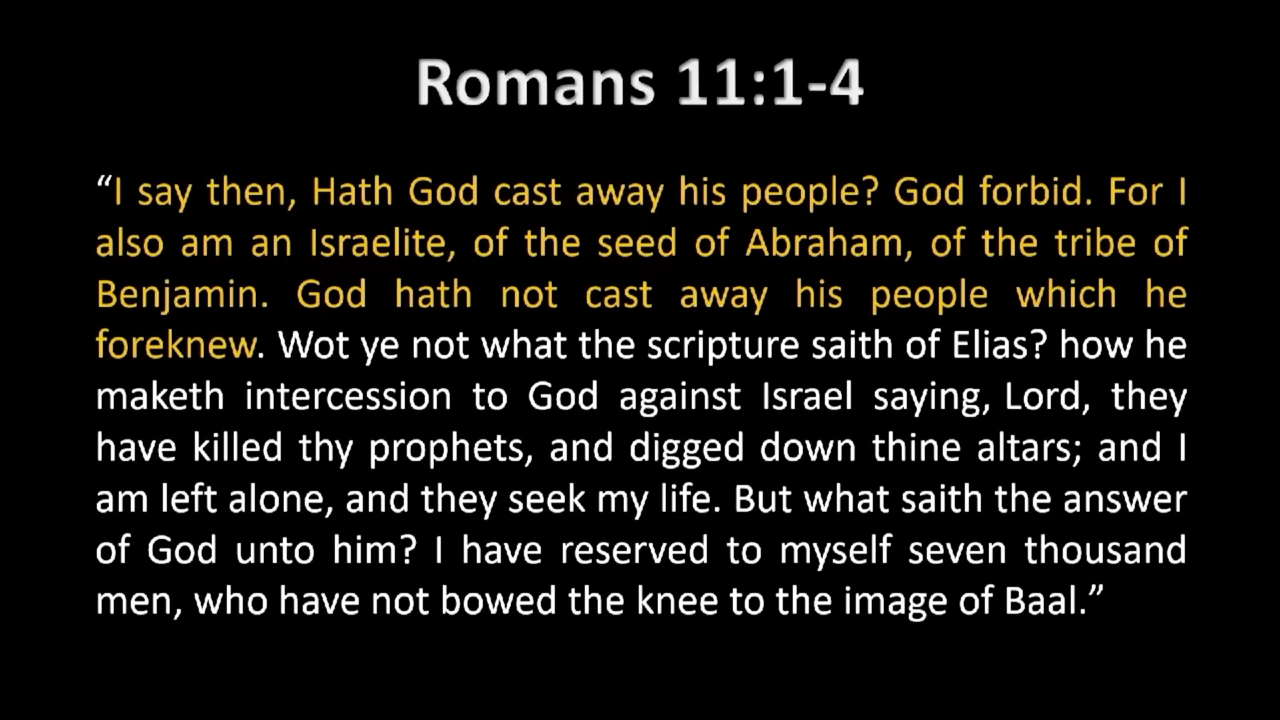 Romans 11:1-4
“I say then, Hath God cast away his people? God forbid. For I
also am an Israelite, of the seed of Abraham, of the tribe of
Benjamin. God hath not cast away his people which he
foreknew. Wot ye not what the scripture saith of Elias? how he
maketh intercession to God against Israel saying, Lord, they
have killed thy prophets, and digged down thine altars; and I
am left alone, and they seek my life. But what saith the answer
of God unto him? I have reserved to myself seven thousand
men, who have not bowed the knee to the image of Baal.”